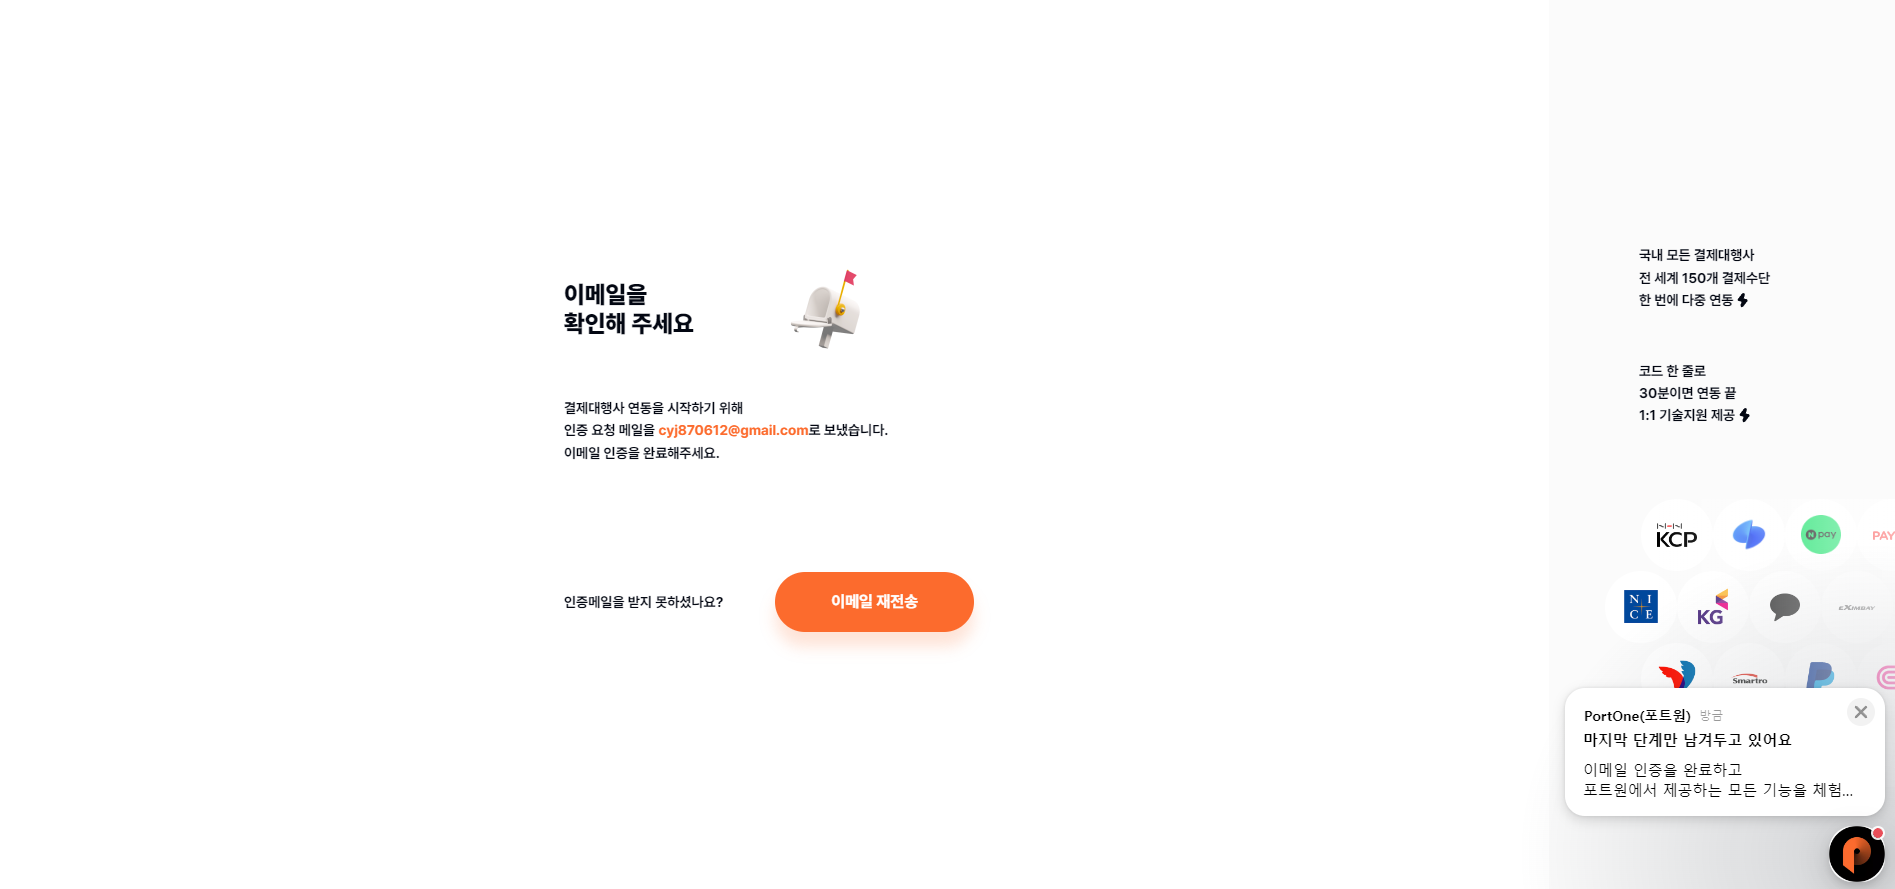 이메일을
확인해 주세요
결제대행사 연동을 시작하기 위해
인증 요청 메일을 cyj870612@gmail.com로 보냈습니다.
이메일 인증을 완료해주세요.
인증메일을 받지 못하셨나요?
이메일 재전송
국내 모든 결제대행사
전 세계 150개 결제수단
한 번에 다중 연동
코드 한 줄로
30분이면 연동 끝
1:1 기술지원 제공
KCP
N pay
PAY
NICE
KG
eXIMBAY
Smartro
PortOne(포트원) 방금
마지막 단계만 남겨두고 있어요
이메일 인증을 완료하고
포트원에서 제공하는 모든 기능을 체험...